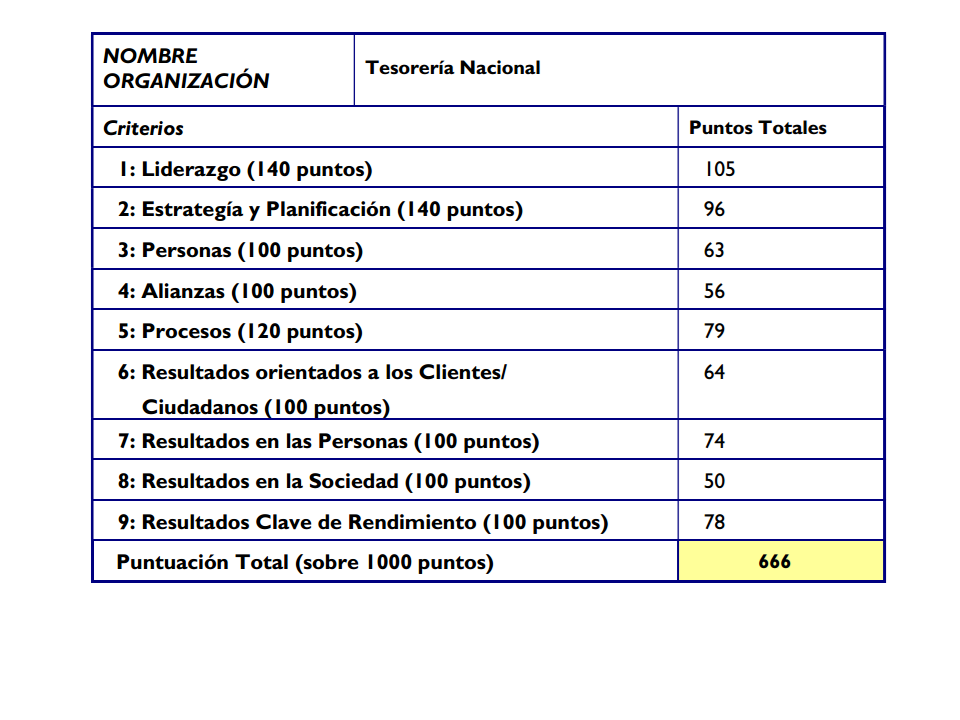 NOMBRE
ORGANIZACIÓN
Tesorería Nacional
Criterios
Puntos Totales
1: Liderazgo (140 puntos)
105
2: Estrategía y Planificación (140 puntos)
96
3: Personas (100 puntos)
63
4: Alianzas (100 puntos)
56
5: Procesos (120 puntos)
79
6: Resultados orientados a los Clientes/
64
Ciudadanos (100 puntos)
7: Resultados en las Personas (100 puntos)
74
8: Resultados en la Sociedad (100 puntos)
50
9: Resultados Clave de Rendimiento (100 puntos)
78
Puntuación Total (sobre 1000 puntos)
666